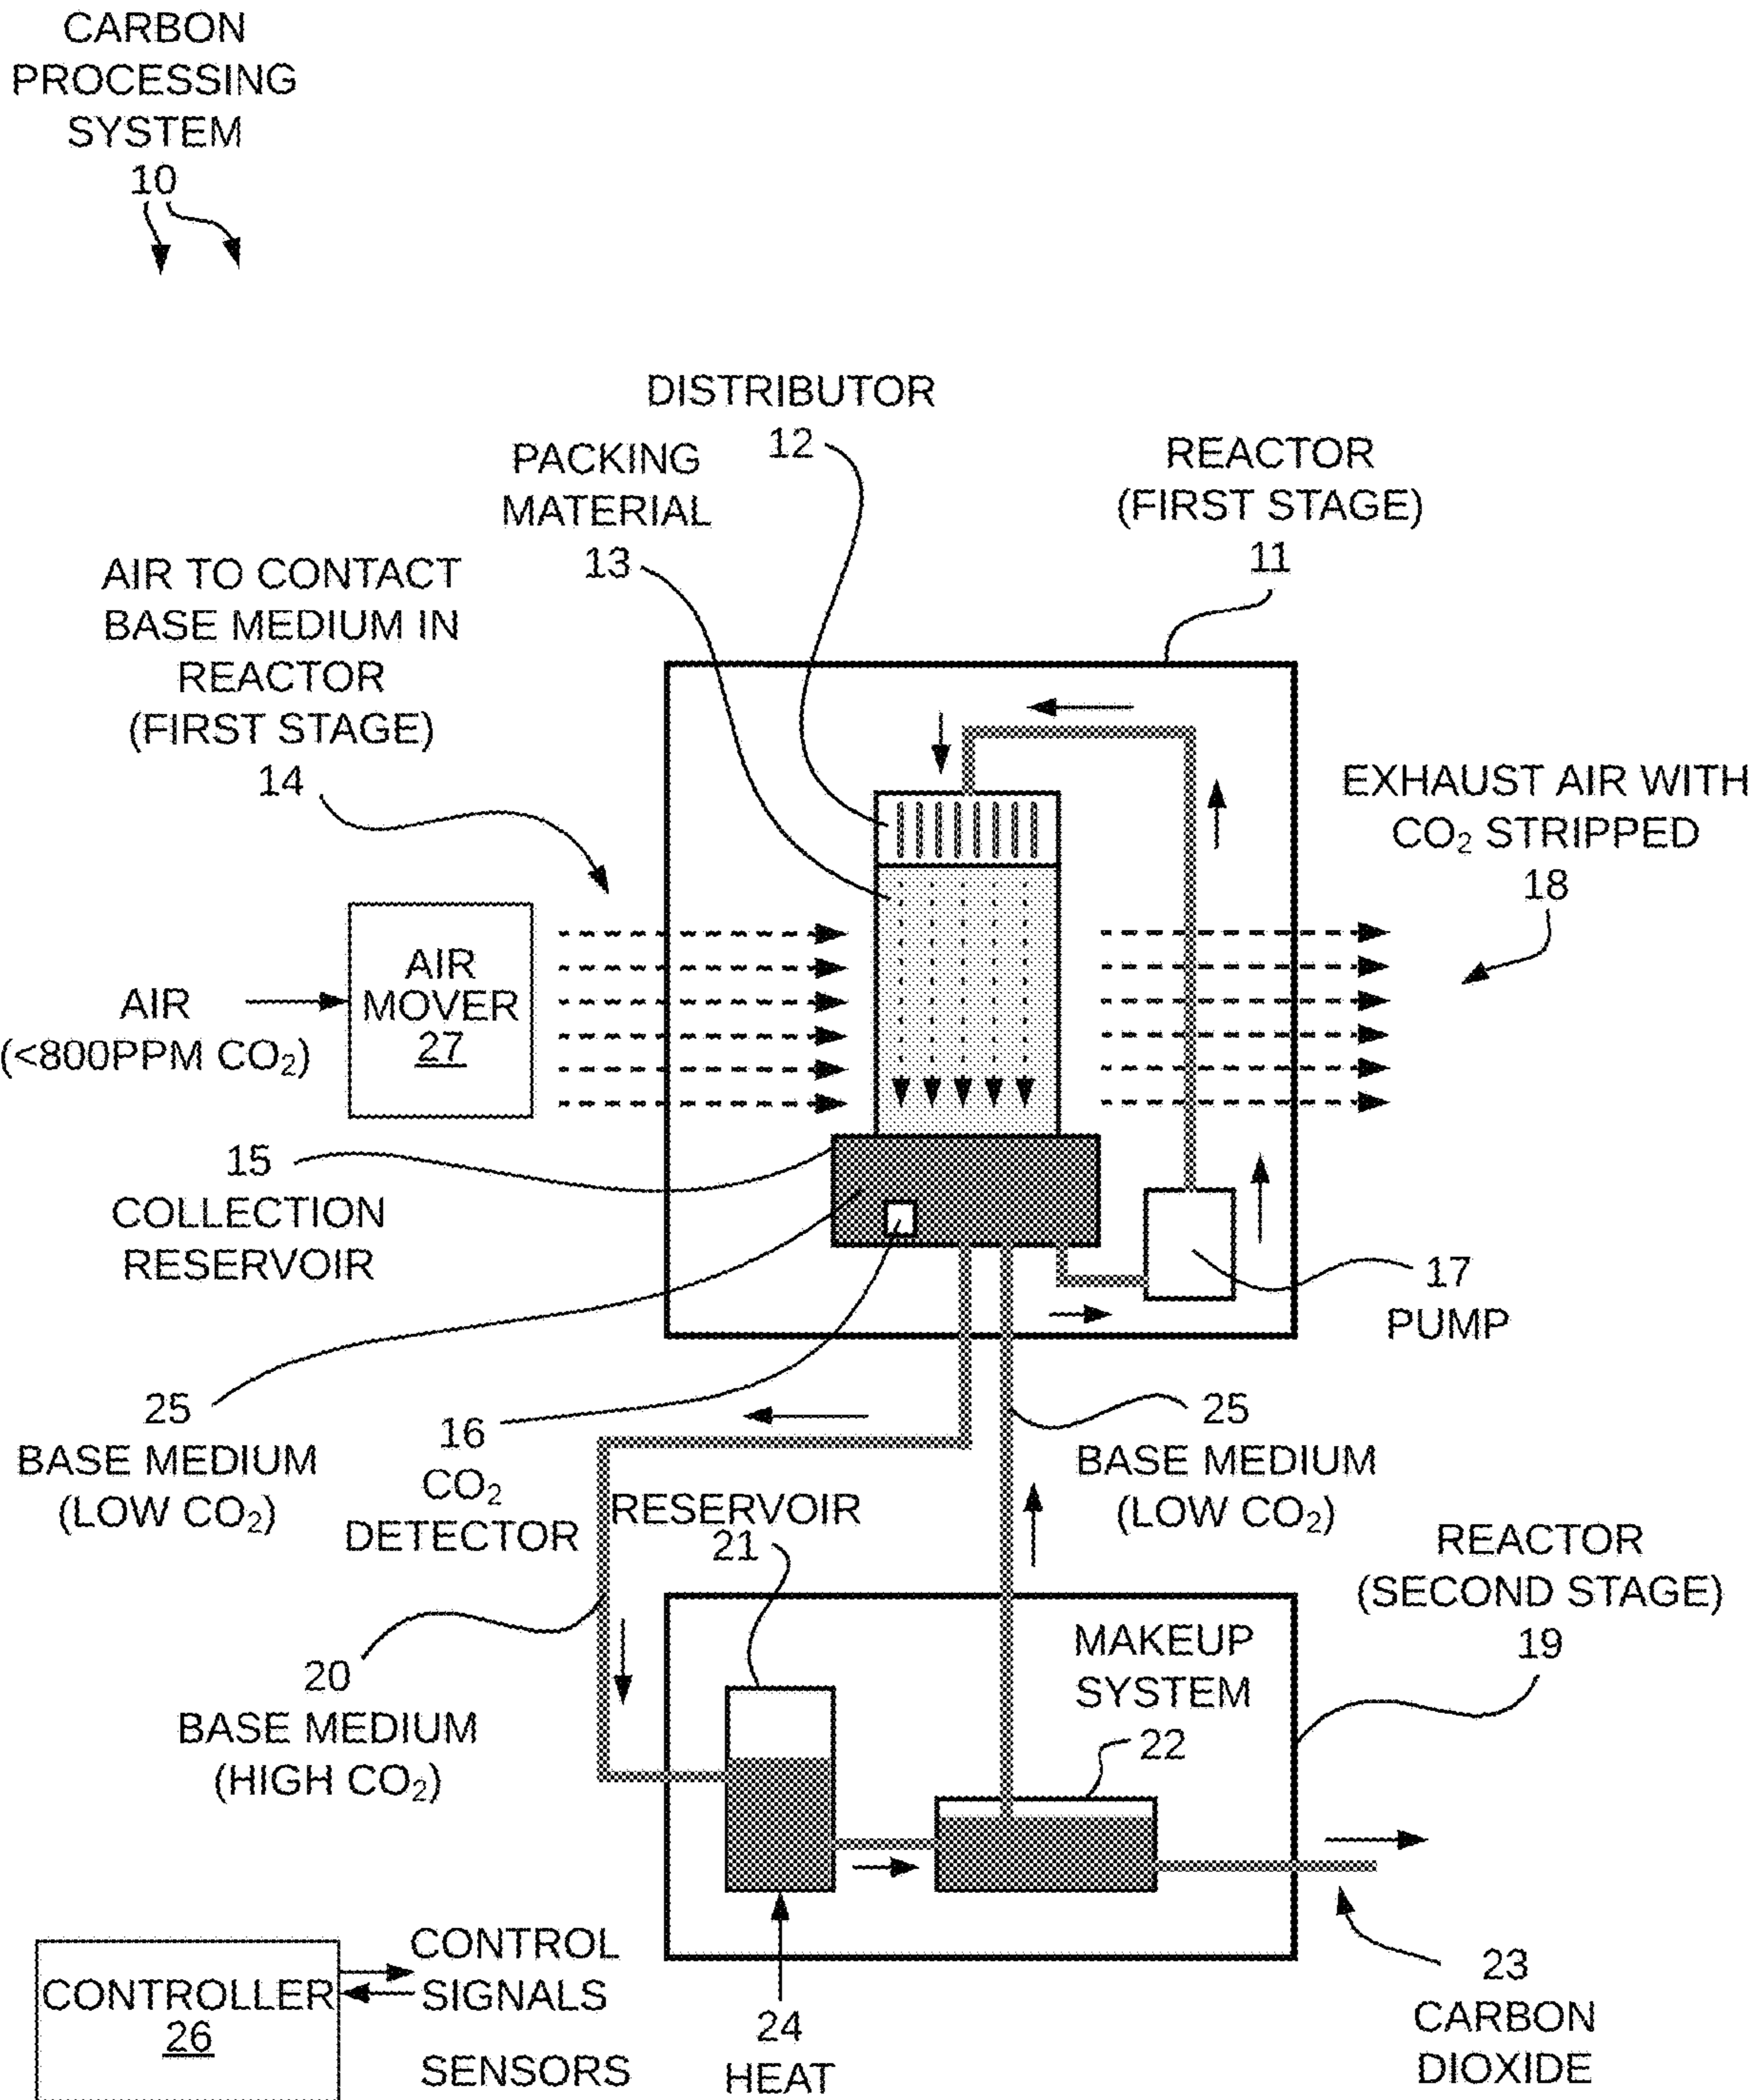 CARBON
PROCESSING
SYSTEM
10
DISTRIBUTOR
12
PACKING
MATERIAL
13
REACTOR
(FIRST STAGE)
11
AIR TO CONTACT
BASE MEDIUM IN
REACTOR
(FIRST STAGE)
14
EXHAUST AIR WITH
CO₂ STRIPPED
18
AIR
MOVER
27
AIR
(<800PPM CO₂)
15
COLLECTION
RESERVOIR
17
PUMP
25
BASE MEDIUM
(LOW CO₂)
16
CO₂
DETECTOR
25
BASE MEDIUM
(LOW CO₂)
RESERVOIR
21
REACTOR
(SECOND STAGE)
19
MAKEUP
SYSTEM
22
20
BASE MEDIUM
(HIGH CO₂)
CONTROLLER
26
CONTROL
SIGNALS
SENSORS
24
HEAT
23
CARBON
DIOXIDE